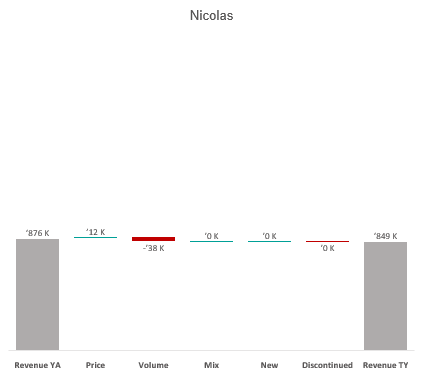 Nicolas
'876 K
'12 K
-'38 K
'0 K
'0 K
'0 K
'849 K
Revenue YA
Price
Volume
Mix
New
Discontinued
Revenue TY